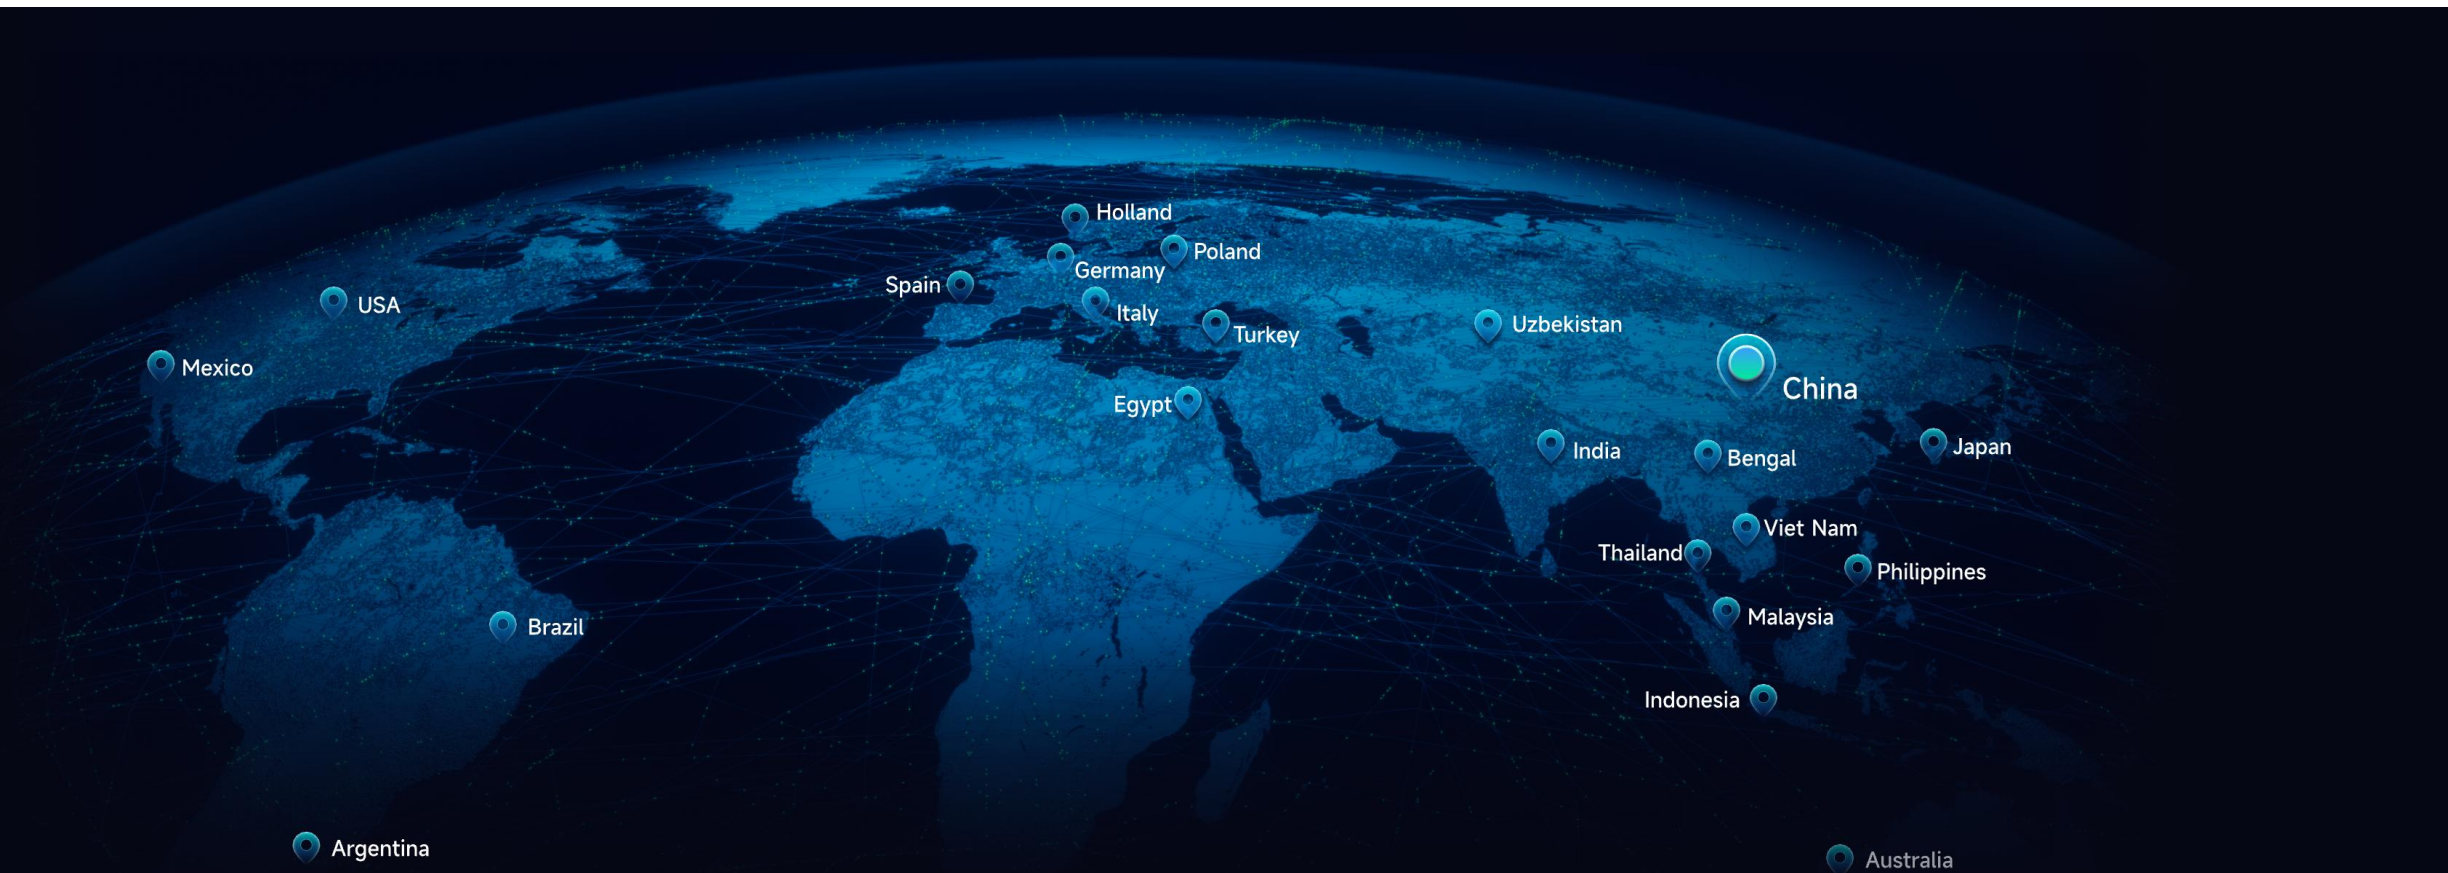 Holland
Poland
Germany
Spain
USA
Italy
Uzbekistan
Turkey
Mexico
China
Egypt
Japan
India
Bengal
Viet Nam
Thailand
Philippines
Malaysia
Brazil
Indonesia
Argentina
Australia